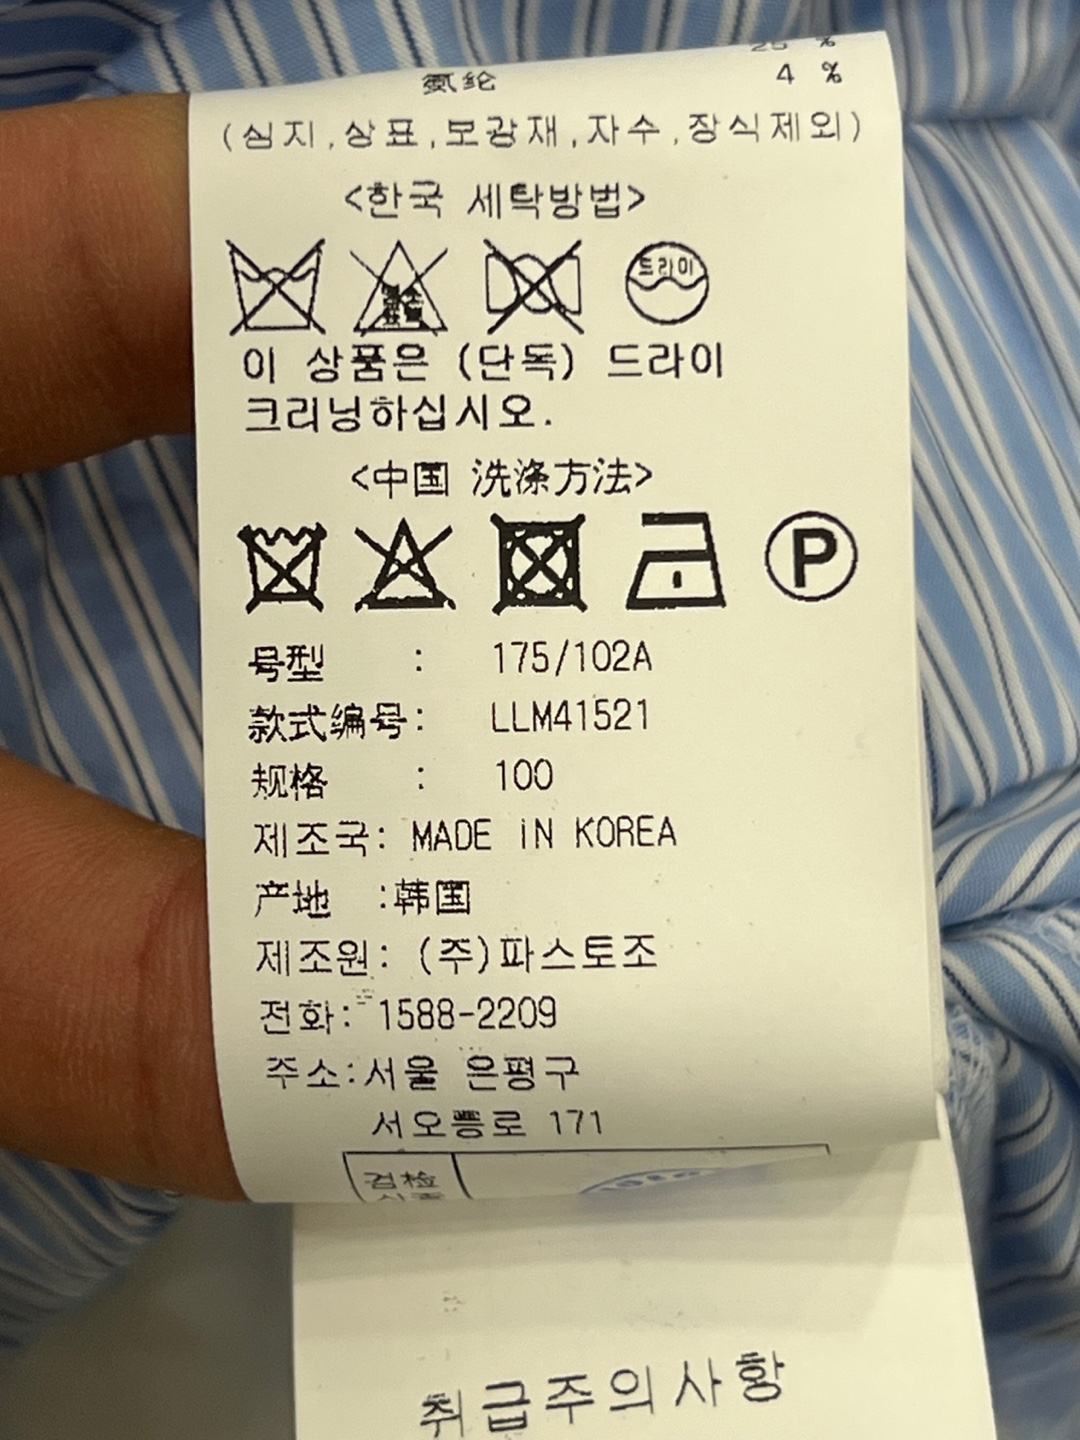 25 %
氨纶 4 %
(심지,상표,보강재,자수,장식제외)
<한국 세탁방법>
드라이
이 상품은 (단독) 드라이
크리닝하십시오.
<中国 洗涤方法>
P
号型 : 175/102A
款式编号: LLM41521
规格 : 100
제조국: MADE iN KOREA
产地 :韩国
제조원: (주)파스토조
전화: 1588-2209
주소:서울 은평구
서오릉로 171
검检
취급주의사항